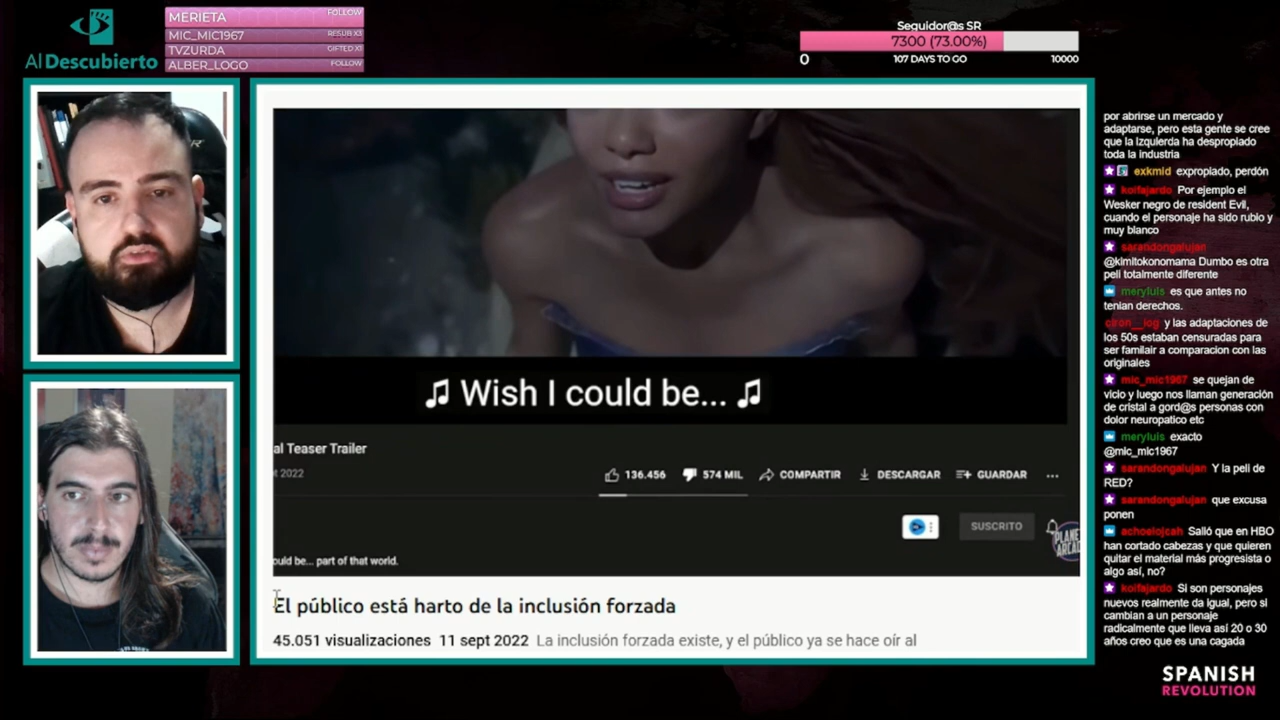 Al Descubierto
MERIETA FOLLOW
MIC_MIC1967 RESUB X3
TVZURDA GIFTED X1
ALBER_LOGO FOLLOW
Seguidor@s SR
7300 (73.00%)
0 107 DAYS TO GO 10000
♫ Wish I could be... ♫
al Teaser Trailer
t 2022
136.456 574 MIL COMPARTIR DESCARGAR GUARDAR ...
SUSCRITO
PLANE
ARCAD
ould be... part of that world.
El público está harto de la inclusión forzada
45.051 visualizaciones 11 sept 2022 La inclusión forzada existe, y el público ya se hace oír al
por abrirse un mercado y
adaptarse, pero esta gente se cree
que la izquierda ha despropiado
toda la industria
exkmid expropiado, perdón
koifajardo Por ejemplo el
Wesker negro de resident Evil,
cuando el personaje ha sido rubio y
muy blanco
sarandongalujan
@kimitokonomama Dumbo es otra
peli totalmente diferente
meryluis es que antes no
tenian derechos.
y las adaptaciones de
los 50s estaban censuradas para
ser familair a comparacion con las
originales
mic_mic1967 se quejan de
vicio y luego nos llaman generación
de cristal a gord@s personas con
dolor neuropatico etc
meryluis exacto
@mic_mic1967
sarandongalujan Y la peli de
RED?
sarandongalujan que excusa
ponen
achoelojcah Salló que en HBO
han cortado cabezas y que quieren
quitar el material más progresista o
algo así, no?
koifajardo Si son personajes
nuevos realmente da igual, pero si
cambian a un personaje
radicalmente que lleva así 20 o 30
años creo que es una cagada
SPANISH
REVOLUTION